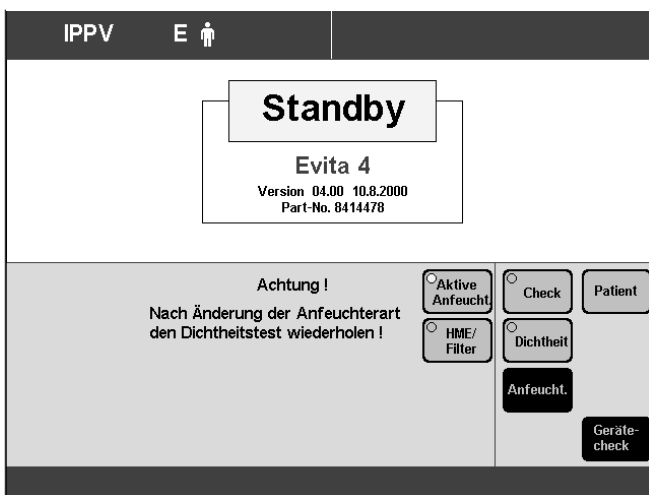 IPPV E
Standby
Evita 4
Version 04.00 10.8.2000
Part-No. 8414478
Achtung !
Nach Änderung der Anfeuchterart
den Dichtheitstest wiederholen !
Aktive
Anfeucht.
HME/
Filter
Check
Patient
Dichtheit
Anfeucht.
Geräte-
check